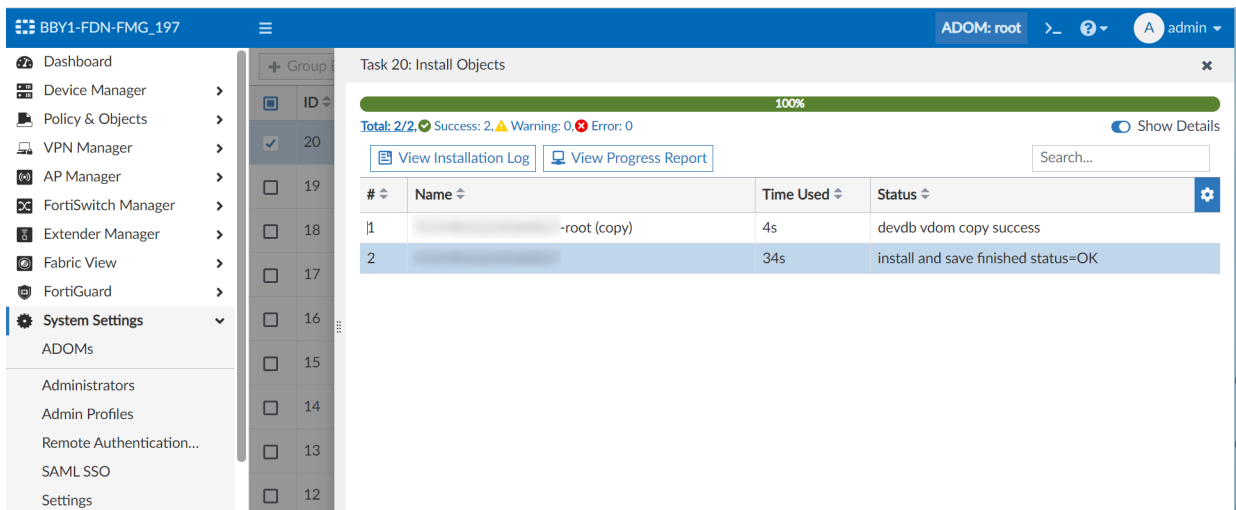 BBY1-FDN-FMG_197
ADOM: root
>_
A admin
Dashboard
Device Manager
Policy & Objects
VPN Manager
AP Manager
FortiSwitch Manager
Extender Manager
Fabric View
FortiGuard
System Settings
ADOMs
Administrators
Admin Profiles
Remote Authentication...
SAML SSO
Settings
+ Group
ID
20
19
18
17
16
15
14
13
12
Task 20: Install Objects
100%
Total: 2/2, Success: 2, Warning: 0, Error: 0
Show Details
View Installation Log
View Progress Report
Search...
# Name Time Used Status
1 -root (copy) 4s devdb vdom copy success
2 34s install and save finished status=OK